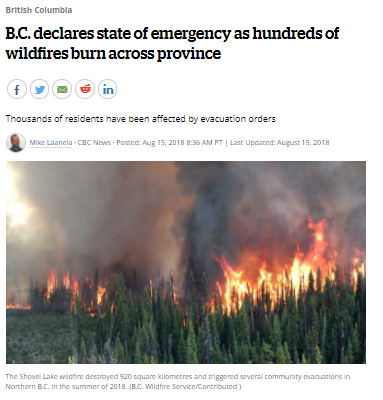 British Columbia
B.C. declares state of emergency as hundreds of
wildfires burn across province
Thousands of residents have been affected by evacuation orders
Mike Laanela · CBC News · Posted: Aug 15, 2018 8:36 AM PT | Last Updated: August 15, 2018
The Shovel Lake wildfire destroyed 920 square kilometres and triggered several community evacuations in
Northern B.C. in the summer of 2018. (B.C. Wildfire Service/Contributed )